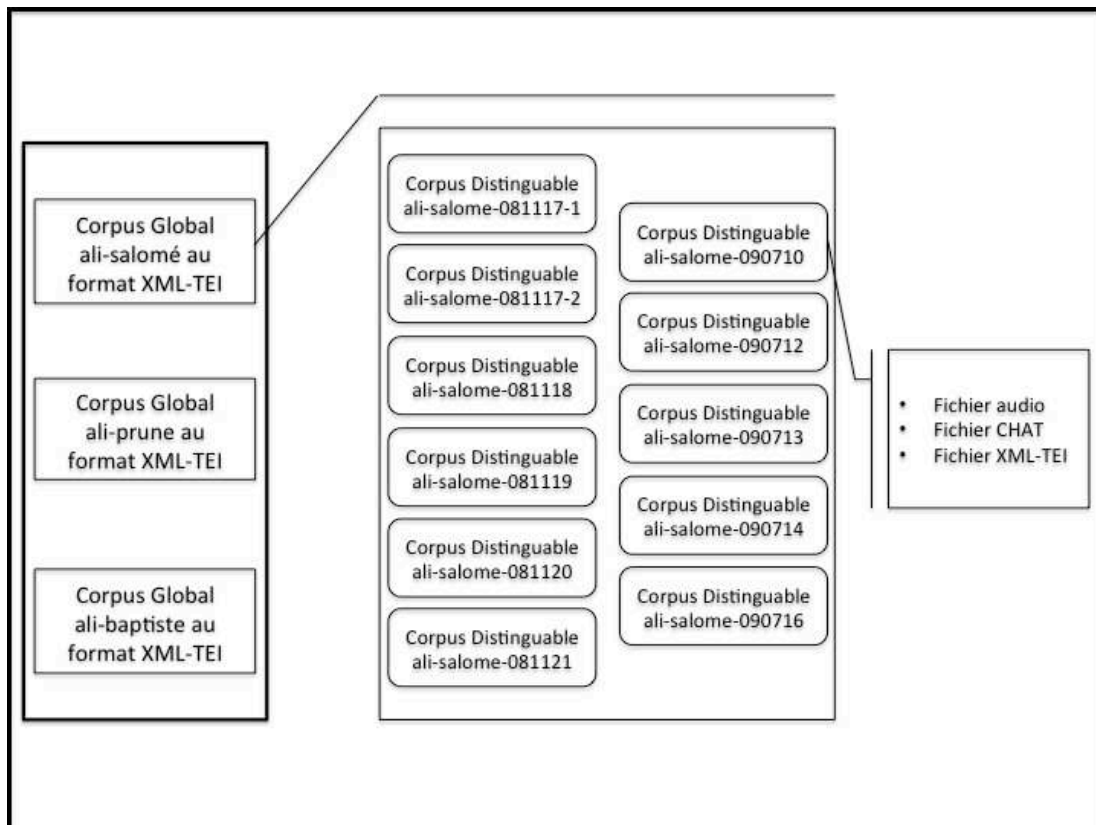 Corpus Global
ali-salomé au
format XML-TEI
Corpus Global
ali-prune au
format XML-TEI
Corpus Global
ali-baptiste au
format XML-TEI
Corpus Distinguable
ali-salome-081117-1
Corpus Distinguable
ali-salome-081117-2
Corpus Distinguable
ali-salome-081118
Corpus Distinguable
ali-salome-081119
Corpus Distinguable
ali-salome-081120
Corpus Distinguable
ali-salome-081121
Corpus Distinguable
ali-salome-090710
Corpus Distinguable
ali-salome-090712
Corpus Distinguable
ali-salome-090713
Corpus Distinguable
ali-salome-090714
Corpus Distinguable
ali-salome-090716
• Fichier audio
• Fichier CHAT
• Fichier XML-TEI